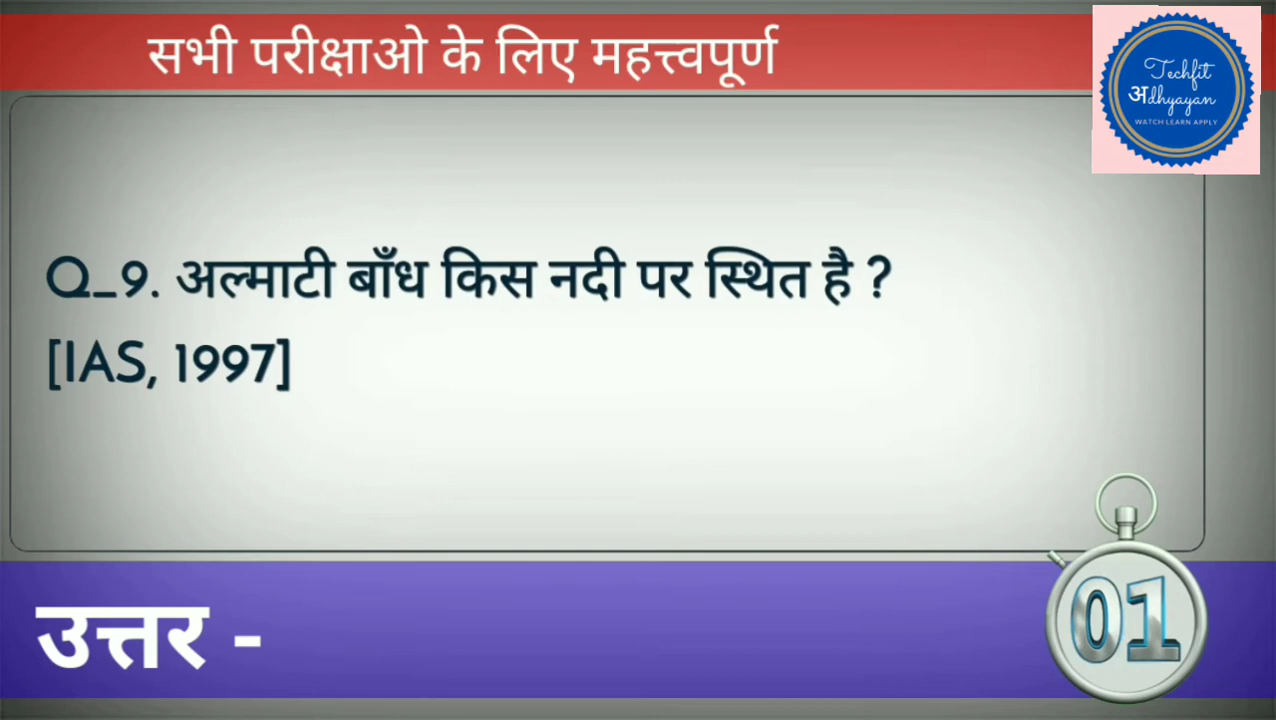 सभी परीक्षाओ के लिए महत्त्वपूर्ण
Techfit
अdhyayan
WATCH LEARN APPLY
Q_9. अल्माटी बाँध किस नदी पर स्थित है ?
[IAS, 1997]
उत्तर -
01